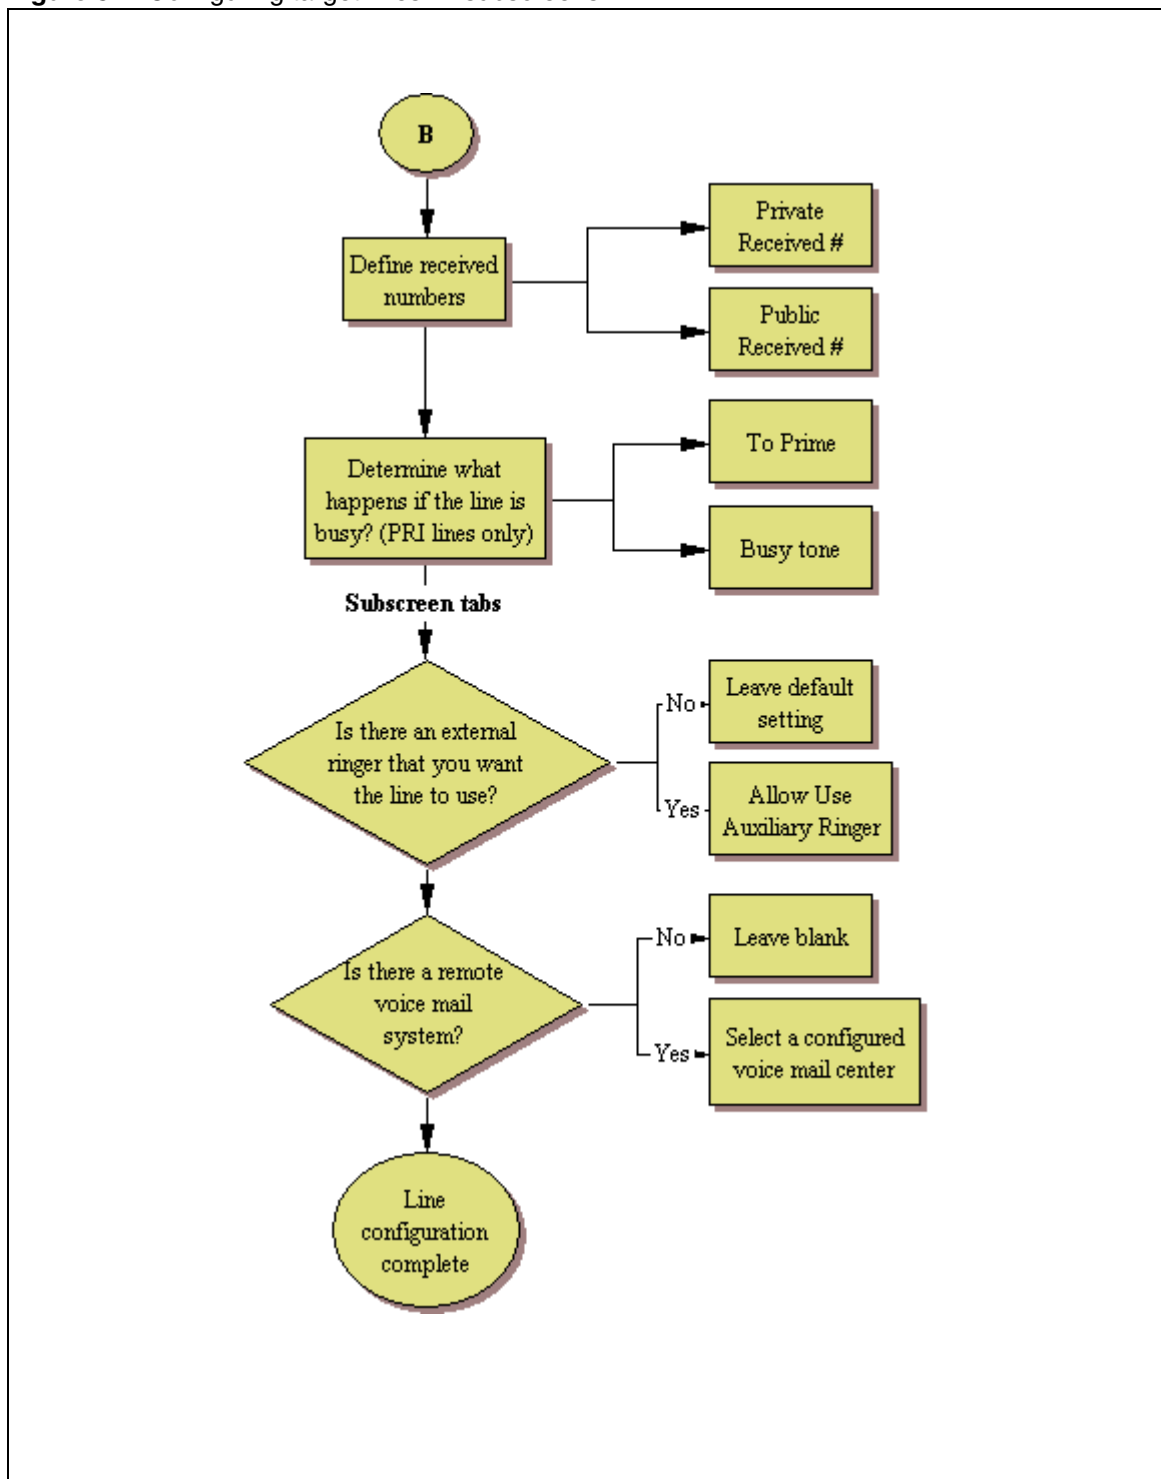 B
Define received
numbers
Private
Received #
Public
Received #
Determine what
happens if the line is
busy? (PRI lines only)
To Prime
Busy tone
Subscreen tabs
Is there an external
ringer that you want
the line to use?
No
Leave default
setting
Yes
Allow Use
Auxiliary Ringer
Is there a remote
voice mail
system?
No
Leave blank
Yes
Select a configured
voice mail center
Line
configuration
complete